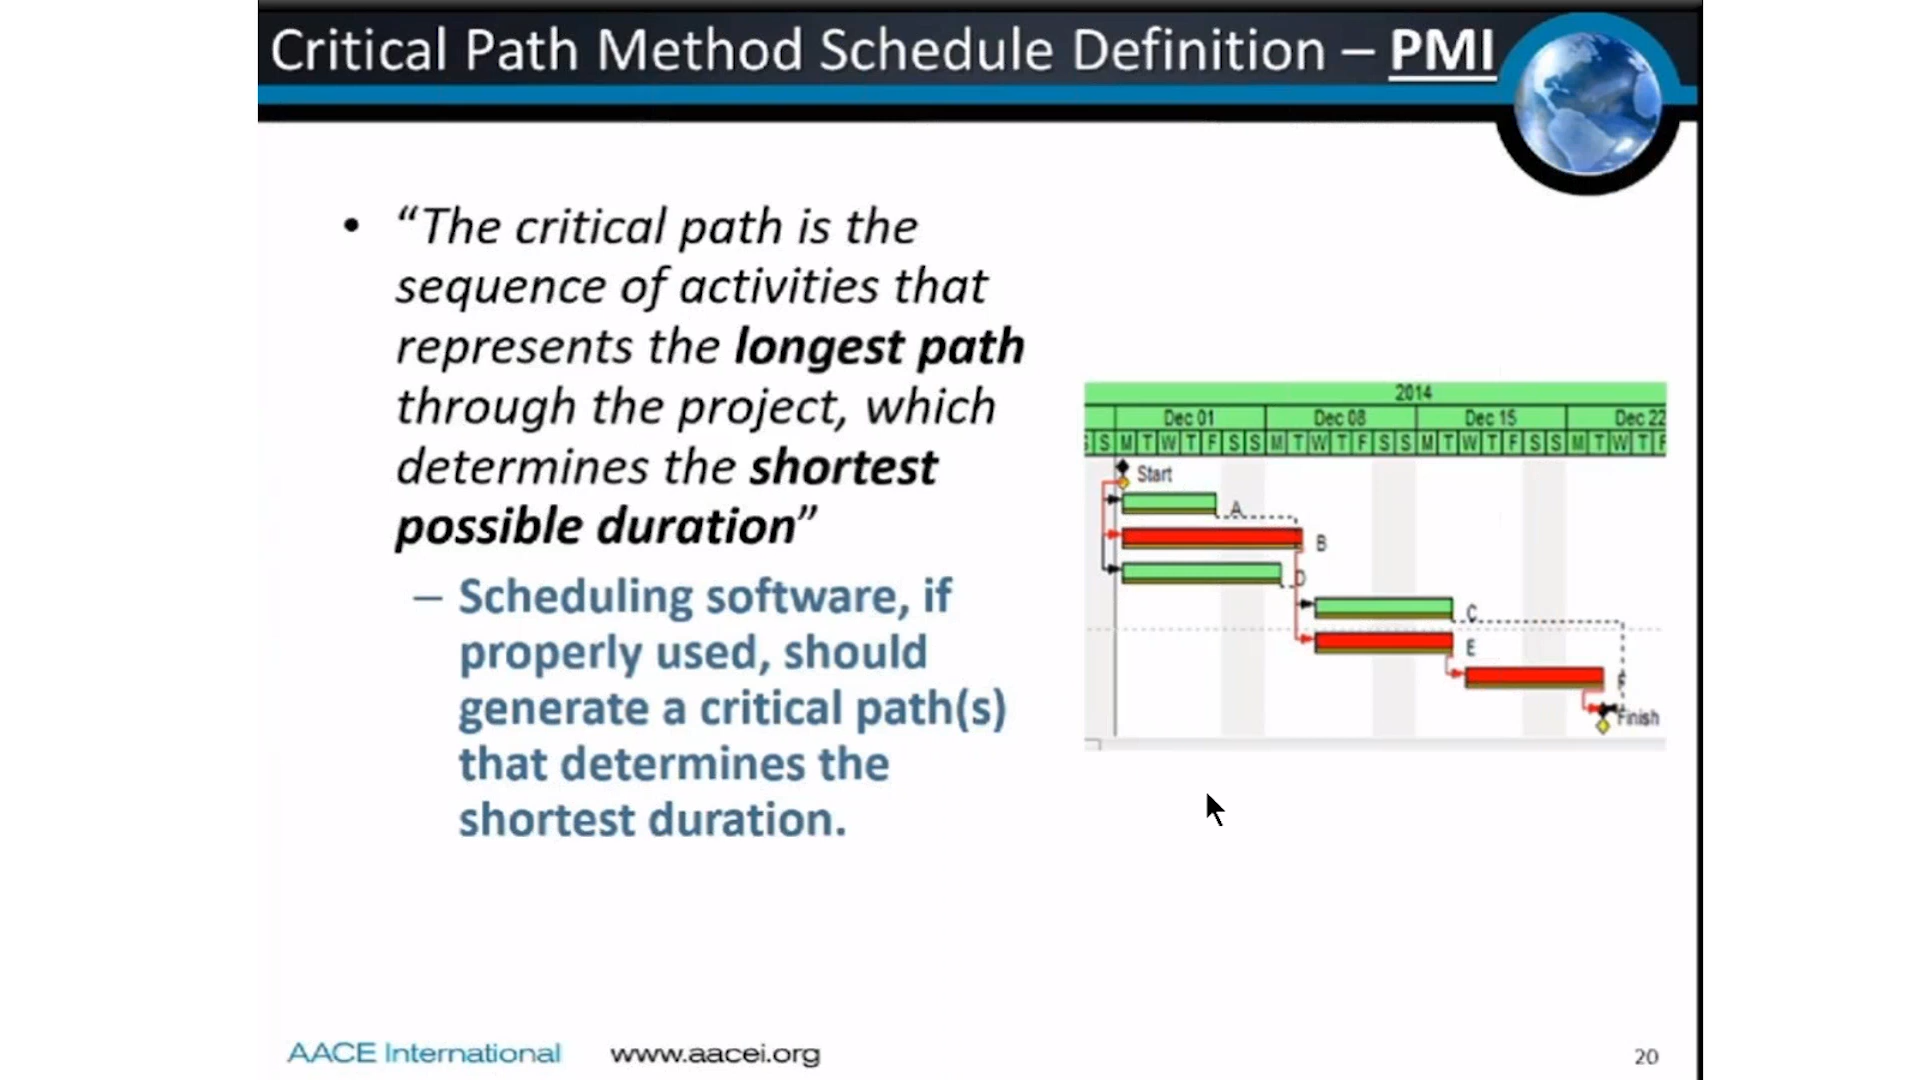 Critical Path Method Schedule Definition – PMI
• “The critical path is the
sequence of activities that
represents the longest path
through the project, which
determines the shortest
possible duration”
– Scheduling software, if
properly used, should
generate a critical path(s)
that determines the
shortest duration.
2014
Dec 01 Dec 08 Dec 15 Dec 22
S M T W T F S S M T W T F S S M T W T F S S M T W T F
Start
A
B
D
C
E
Finish
AACE International www.aacei.org 20